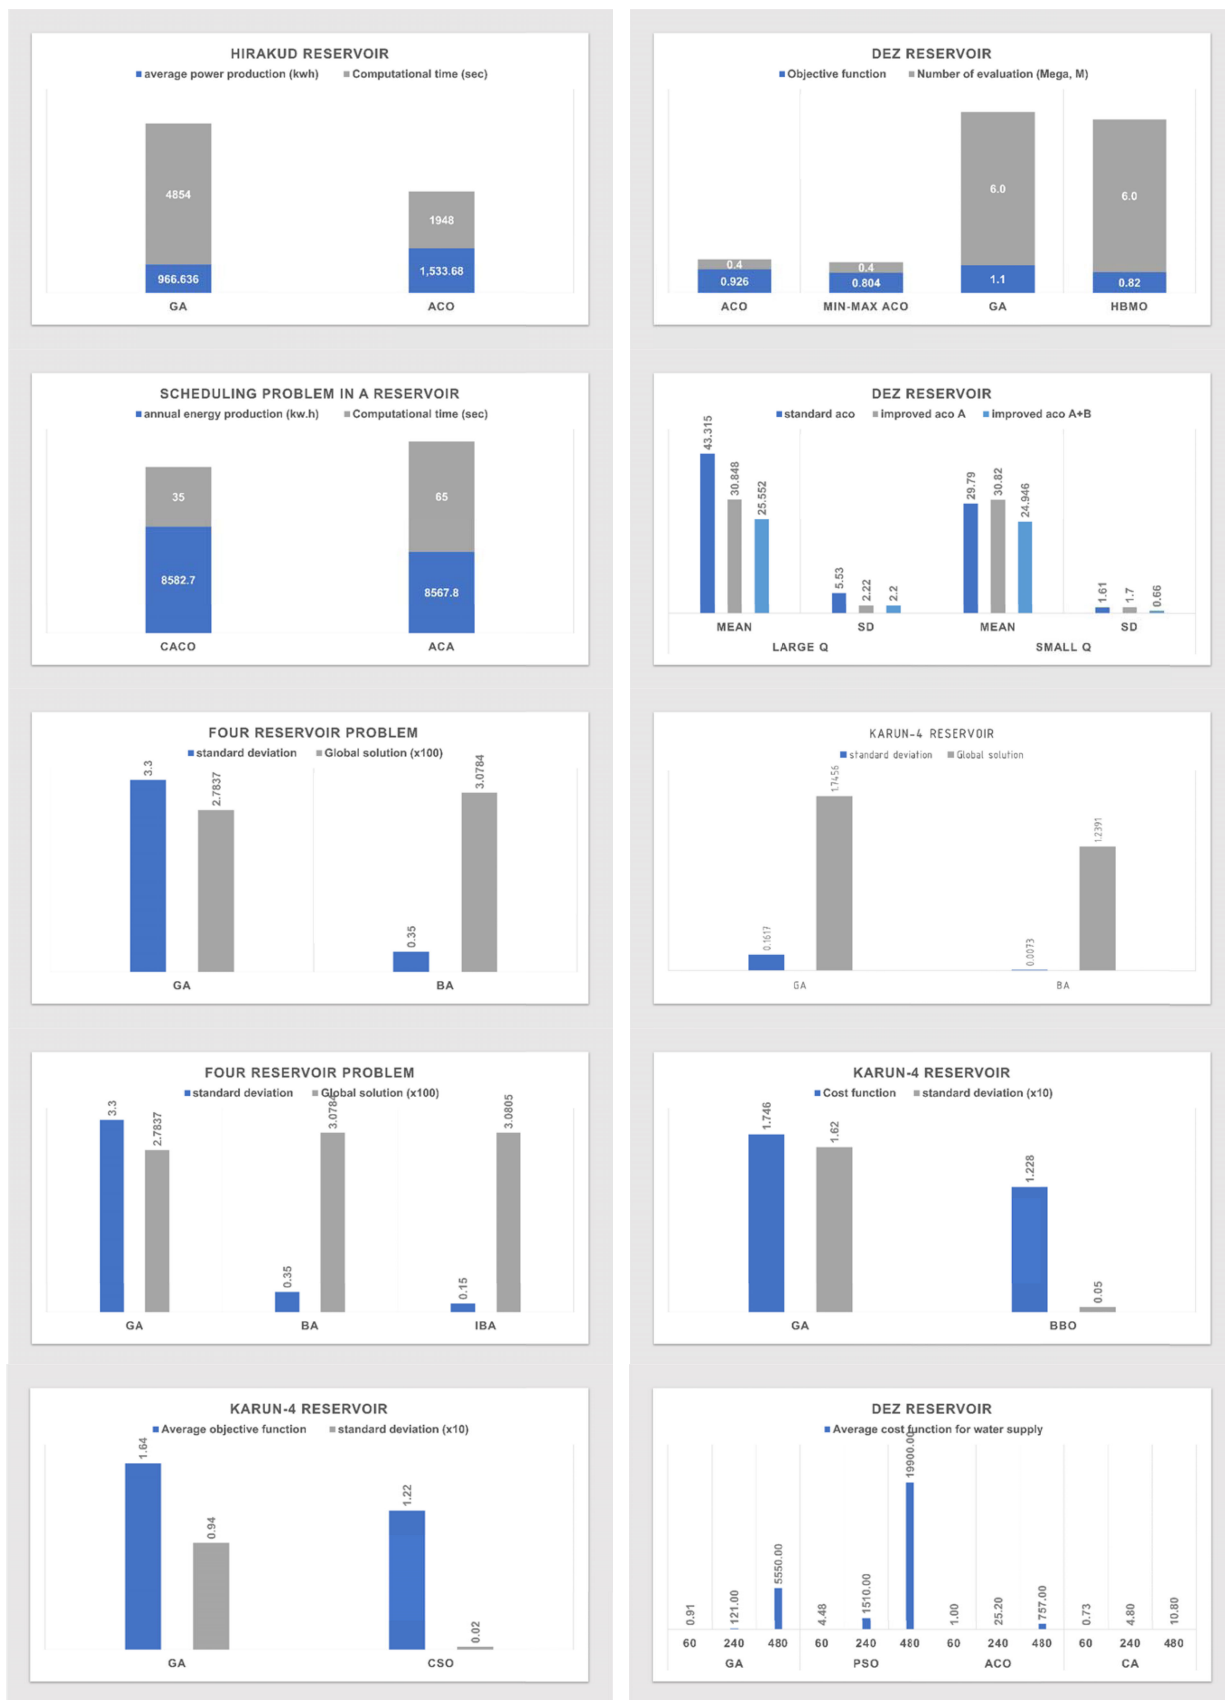 HIRAKUD RESERVOIR
average power production (kwh) Computational time (sec)
4854
966.636
1948
1,533.68
GA ACO
DEZ RESERVOIR
Objective function Number of evaluation (Mega, M)
0.4
0.926
0.4
0.804
6.0
1.1
6.0
0.82
ACO MIN-MAX ACO GA HBMO
SCHEDULING PROBLEM IN A RESERVOIR
annual energy production (kw.h) Computational time (sec)
35
8582.7
65
8567.8
CACO ACA
DEZ RESERVOIR
standard aco improved aco A improved aco A+B
43.315
30.848
25.552
5.53
2.22
2.2
29.79
30.82
24.946
1.61
1.7
0.66
MEAN SD MEAN SD
LARGE Q SMALL Q
FOUR RESERVOIR PROBLEM
standard deviation Global solution (x100)
3.3
2.7837
0.35
3.0784
GA BA
KARUN-4 RESERVOIR
standard deviation Global solution
0.1617
1.7456
0.0073
1.2391
GA BA
FOUR RESERVOIR PROBLEM
standard deviation Global solution (x100)
3.3
2.7837
0.35
3.0784
0.15
3.0805
GA BA IBA
KARUN-4 RESERVOIR
Cost function standard deviation (x10)
1.746
1.62
1.228
0.05
GA BBO
KARUN-4 RESERVOIR
Average objective function standard deviation (x10)
1.64
0.94
1.22
0.02
GA CSO
DEZ RESERVOIR
Average cost function for water supply
0.91
121.00
5550.00
4.48
1510.00
19900.00
1.00
25.20
757.00
0.73
4.80
10.80
60 240 480 60 240 480 60 240 480 60 240 480
GA PSO ACO CA